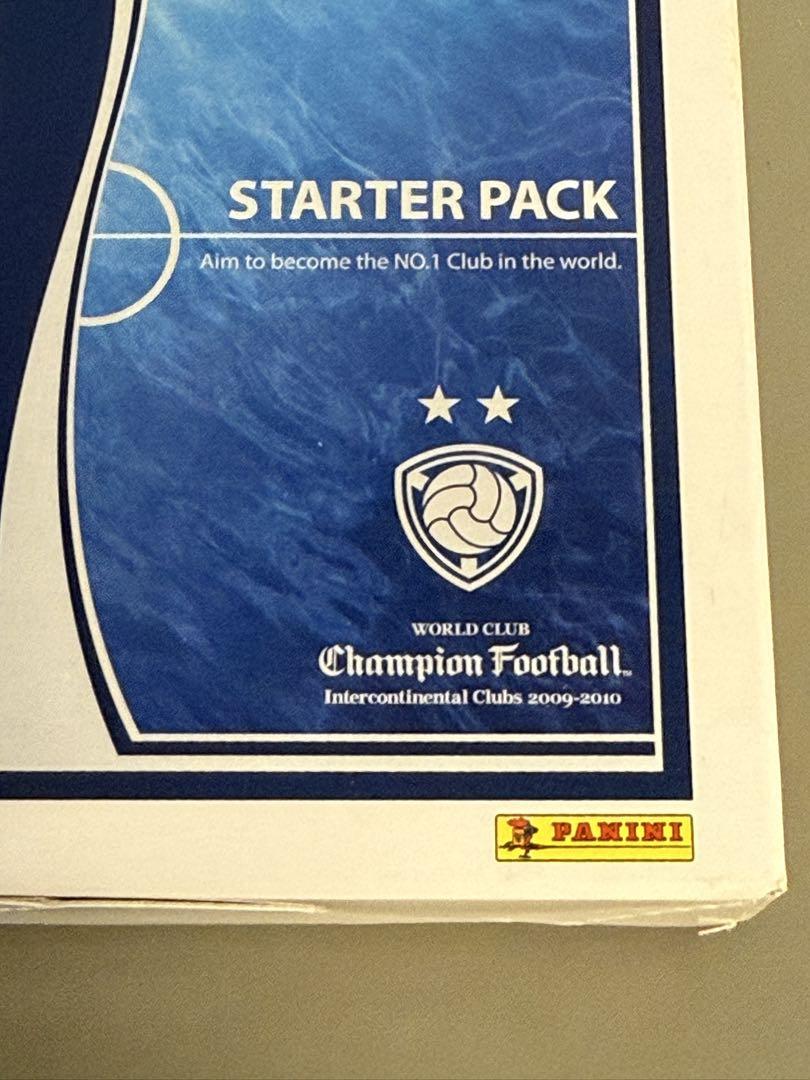 STARTER PACK
Aim to become the NO.1 Club in the world.
WORLD CLUB
Champion Football™
Intercontinental Clubs 2009-2010
PANINI